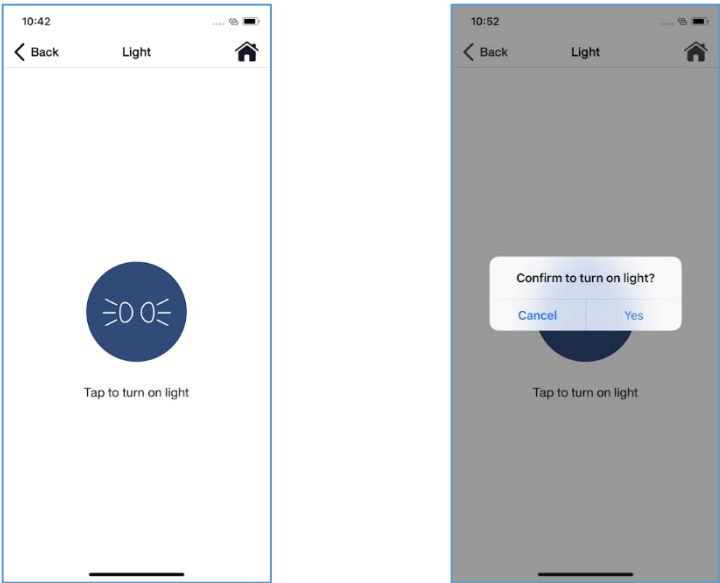 10:42
Back Light
Tap to turn on light
10:52
Back Light
Confirm to turn on light?
Cancel Yes
Tap to turn on light